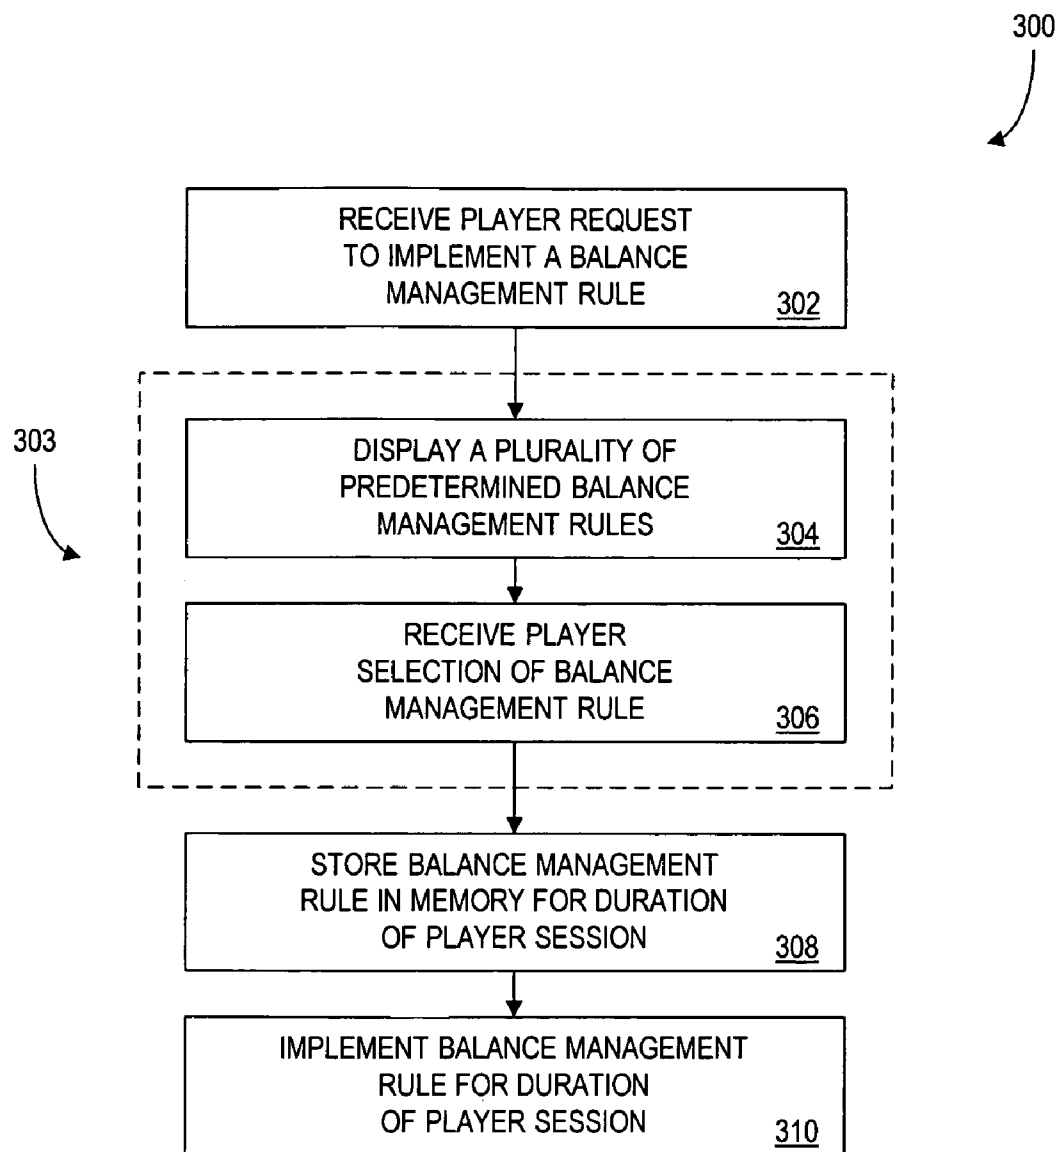 300
RECEIVE PLAYER REQUEST
TO IMPLEMENT A BALANCE
MANAGEMENT RULE
302
303
DISPLAY A PLURALITY OF
PREDETERMINED BALANCE
MANAGEMENT RULES
304
RECEIVE PLAYER
SELECTION OF BALANCE
MANAGEMENT RULE
306
STORE BALANCE MANAGEMENT
RULE IN MEMORY FOR DURATION
OF PLAYER SESSION
308
IMPLEMENT BALANCE MANAGEMENT
RULE FOR DURATION
OF PLAYER SESSION
310